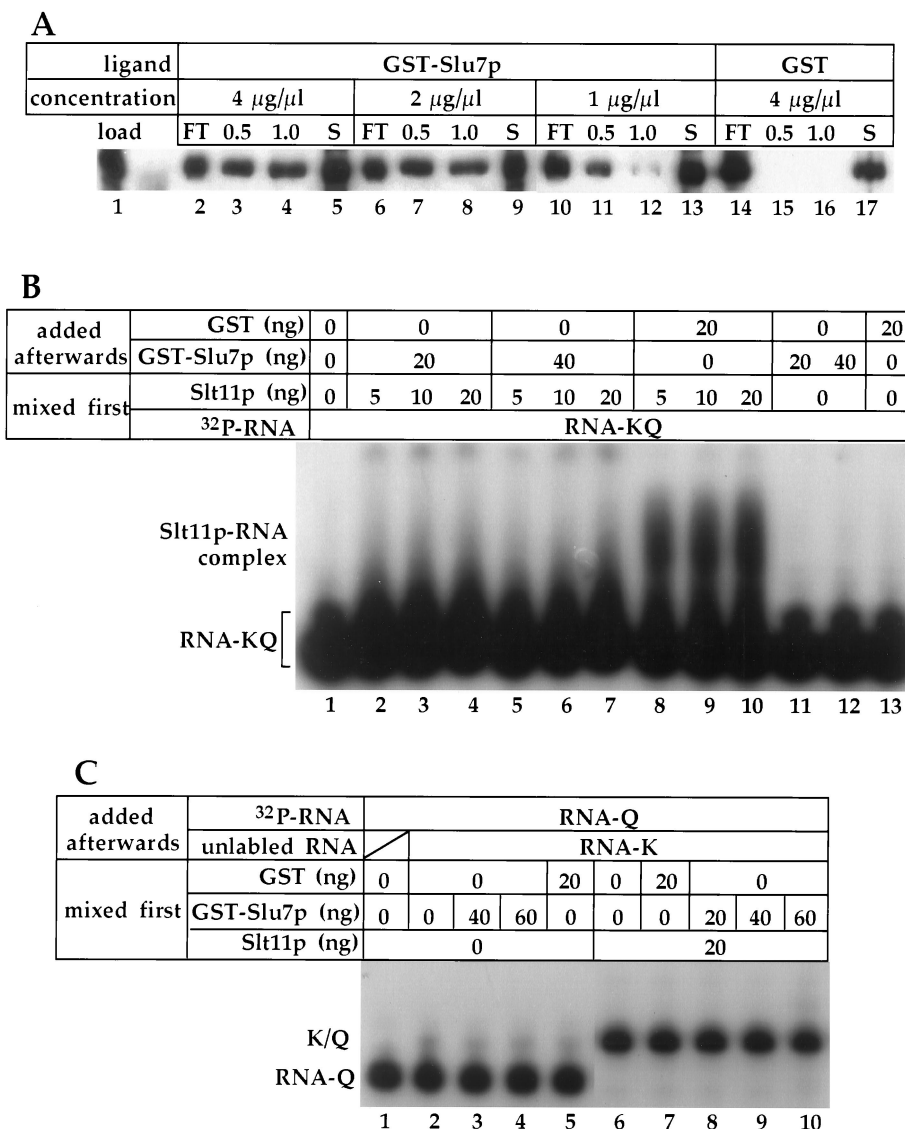 A
ligand GST-Slu7p GST
concentration 4 µg/µl 2 µg/µl 1 µg/µl 4 µg/µl
load FT 0.5 1.0 S FT 0.5 1.0 S FT 0.5 1.0 S FT 0.5 1.0 S
1 2 3 4 5 6 7 8 9 10 11 12 13 14 15 16 17
B
added afterwards GST (ng) 0 0 0 20 0 20
GST-Slu7p (ng) 0 20 40 0 20 40 0
mixed first Slt11p (ng) 0 5 10 20 5 10 20 5 10 20 0 0
32P-RNA RNA-KQ
Slt11p-RNA
complex
RNA-KQ
1 2 3 4 5 6 7 8 9 10 11 12 13
C
added afterwards 32P-RNA RNA-Q
unlabled RNA RNA-K
mixed first GST (ng) 0 0 20 0 20 0
GST-Slu7p (ng) 0 0 40 60 0 0 0 20 40 60
Slt11p (ng) 0 20
K/Q
RNA-Q
1 2 3 4 5 6 7 8 9 10